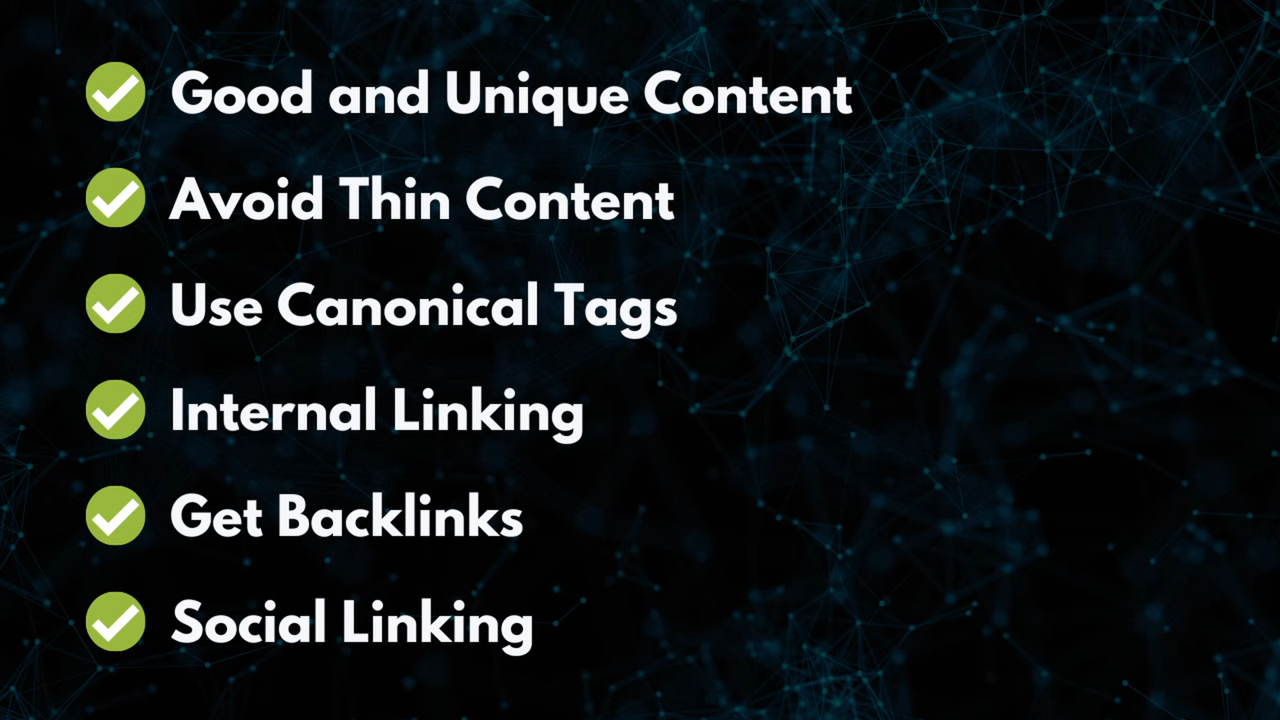 Good and Unique Content
Avoid Thin Content
Use Canonical Tags
Internal Linking
Get Backlinks
Social Linking